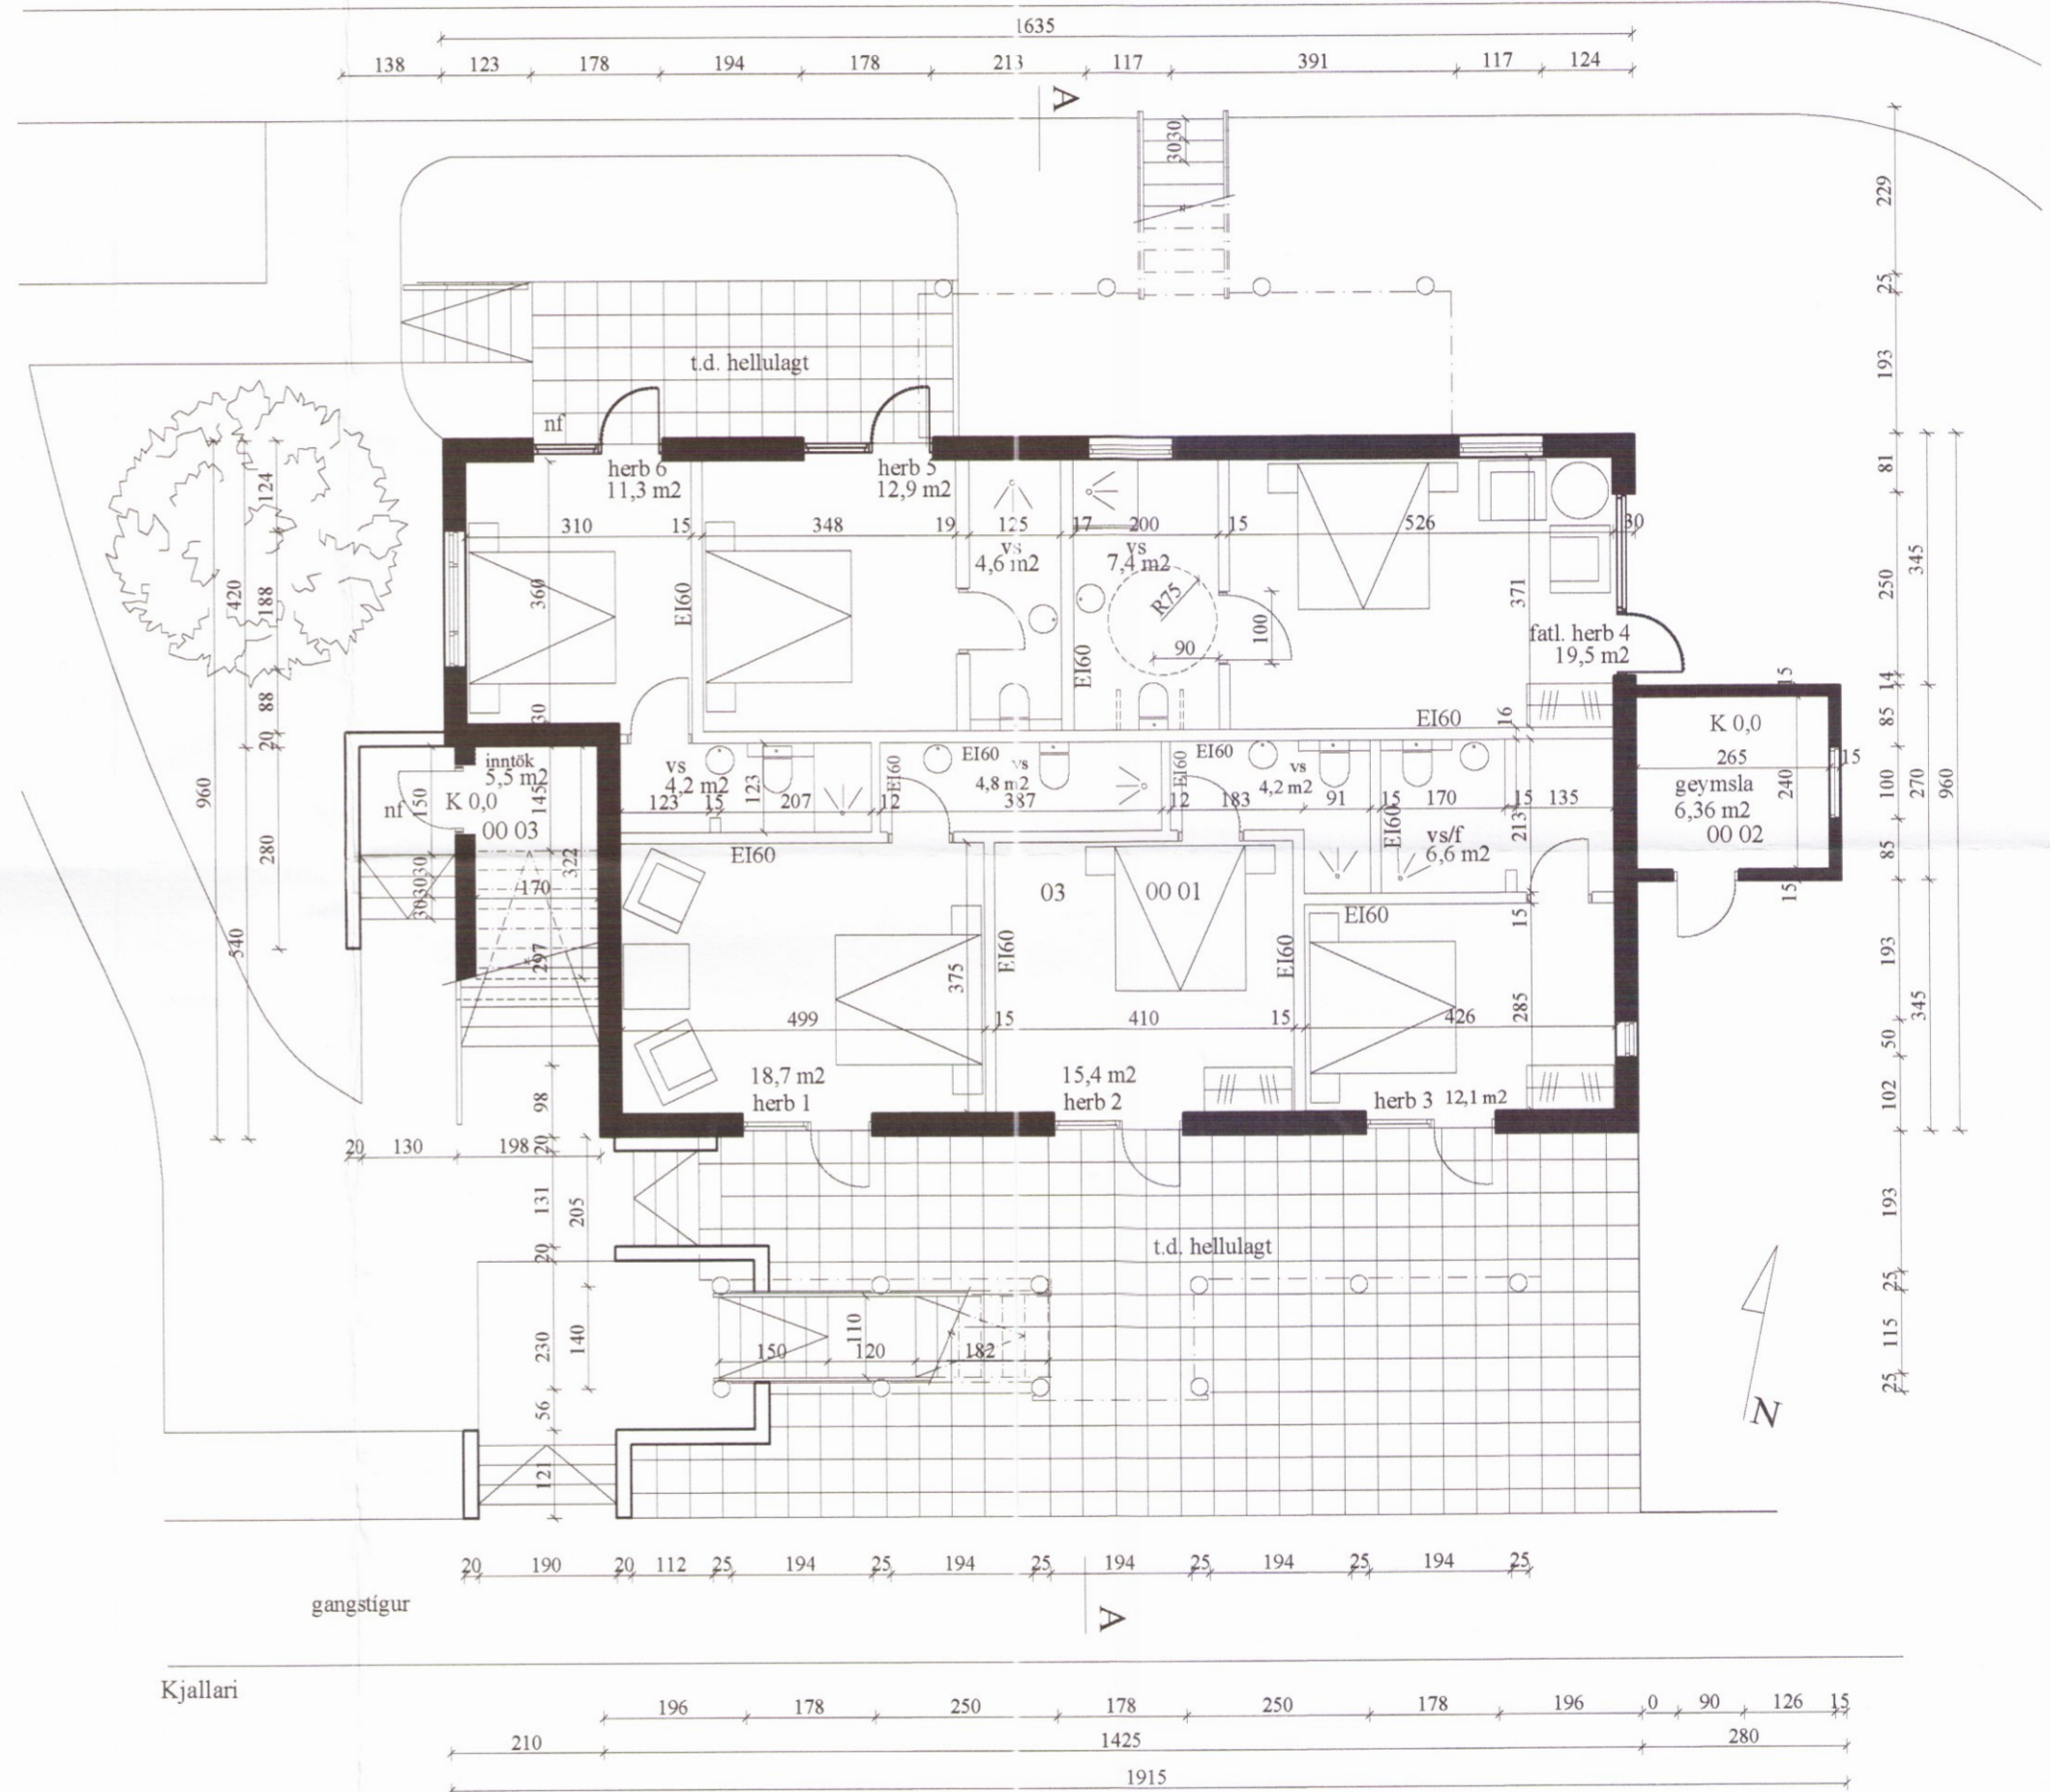 1635
138 123 178 194 178 213 117 391 117 124
A
30 30
229
25
193
t.d. hellulagt
nf
herb 6
11,3 m2
herb 5
12,9 m2
310 15 348 19 125 17 200 15 526 30
vs
4,6 m2
vs
7,4 m2
R75
90
100
371
360
EI60
EI60
fatl. herb 4
19,5 m2
EI60
16
30
124
188
420
88
20
960
280
540
81
250
345
14
85
100
270
960
85
193
345
50
102
15
K 0,0
265
15
240
geymsla
6,36 m2
00 02
15
inntök
5,5 m2
nf
150
K 0,0
145
00 03
322
170
30 30 30
297
vs
4,2 m2
123 15 207
123
EI60
EI60
vs
4,8 m2
12 387
EI60
EI60
vs
4,2 m2
12 183 91 15 170 15 135
EI60
vs/f
6,6 m2
213
EI60
03
00 01
EI60
15
375
EI60
EI60
285
499 15 410 15 426
18,7 m2
herb 1
15,4 m2
herb 2
herb 3 12,1 m2
98
20
20 130 198
131
205
20
t.d. hellulagt
230
140
110
150 120 182
56
121
193
25
115
25
N
20 190 20 112 25 194 25 194 25 194 25 194 25 194 25
gangstígur
A
Kjallari
196 178 250 178 250 178 196 0 90 126 15
210 1425 280
1915